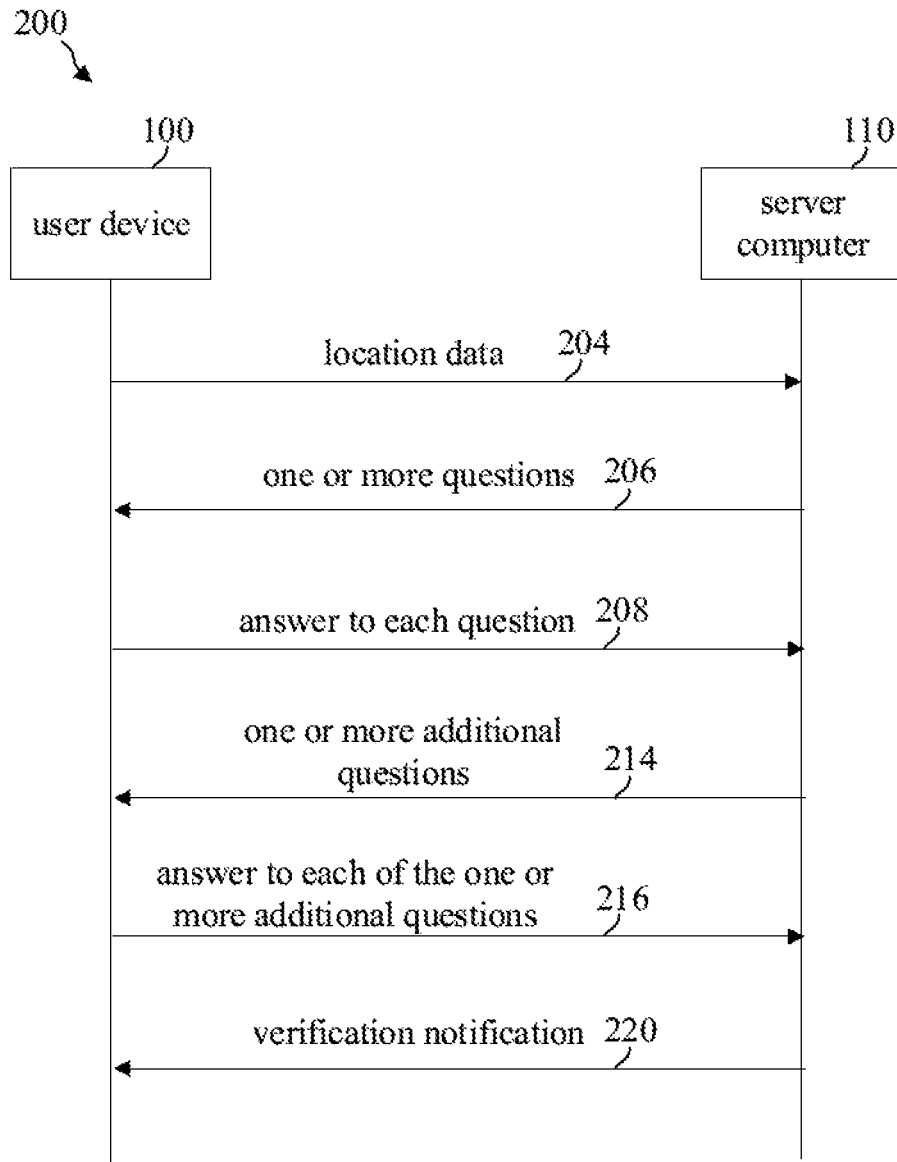 200
100
110
user device
server
computer
location data 204
one or more questions 206
answer to each question 208
one or more additional
questions 214
answer to each of the one or
more additional questions 216
verification notification 220